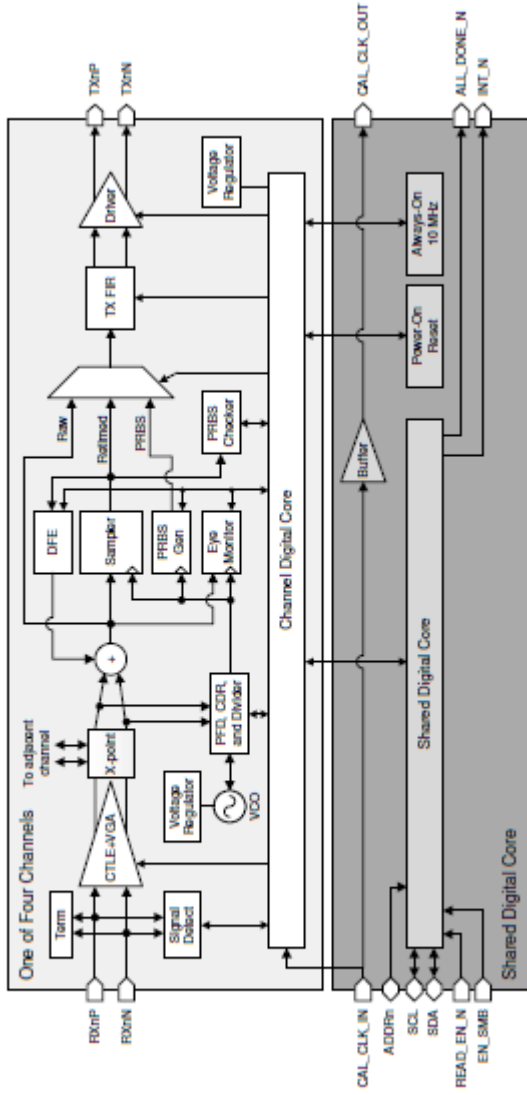 One of Four Channels
RXnP
RXnN
Term
Signal
Detect
CTLE+VGA
To adjacent
channel
X-point
Voltage
Regulator
VCO
PFD, CDR,
and Divider
+
DFE
Sampler
PRBS
Gen
Eye
Monitor
Raw
Retimed
PRBS
PRBS
Checker
TX FIR
Driver
TXnP
TXnN
Voltage
Regulator
Channel Digital Core
CAL_CLK_IN
ADDRn
SCL
SDA
READ_EN_N
EN_SMB
Buffer
Shared Digital Core
Power-On
Reset
Always-On
10 MHz
CAL_CLK_OUT
ALL_DONE_N
INT_N
Shared Digital Core